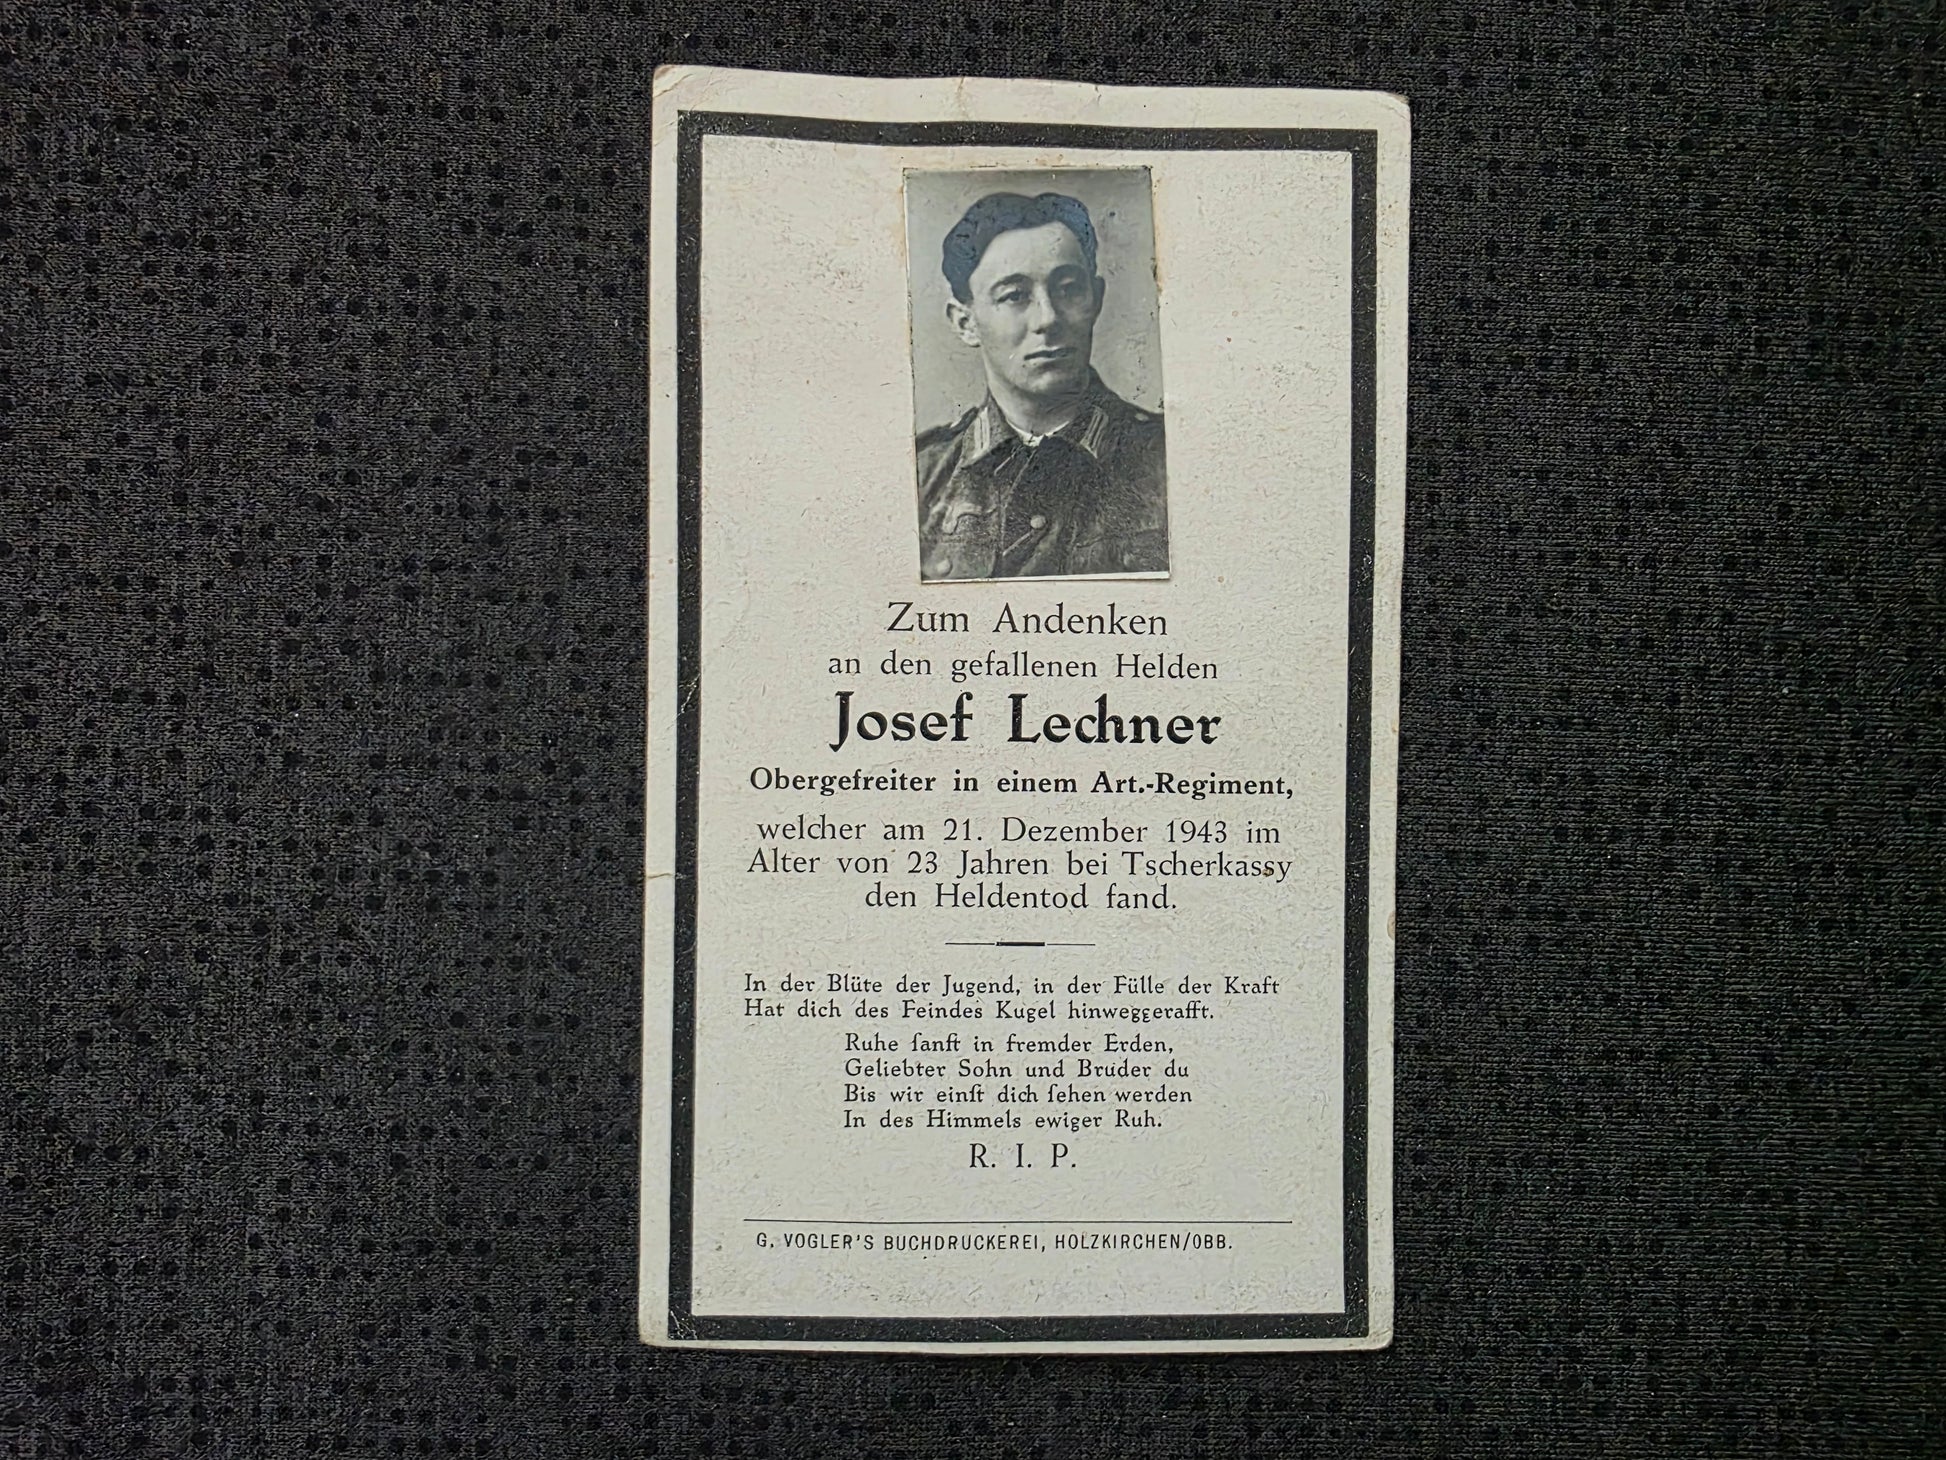 Zum Andenken
an den gefallenen Helden
Josef Lechner
Obergefreiter in einem Art.-Regiment,
welcher am 21. Dezember 1943 im
Alter von 23 Jahren bei Tscherkassy
den Heldentod fand.
In der Blüte der Jugend, in der Fülle der Kraft
Hat dich des Feindes Kugel hinweggerafft.
Ruhe ſanft in fremder Erden,
Geliebter Sohn und Bruder du
Bis wir einſt dich ſehen werden
In des Himmels ewiger Ruh.
R. I. P.
G. VOGLER'S BUCHDRUCKEREI, HOLZKIRCHEN/OBB.